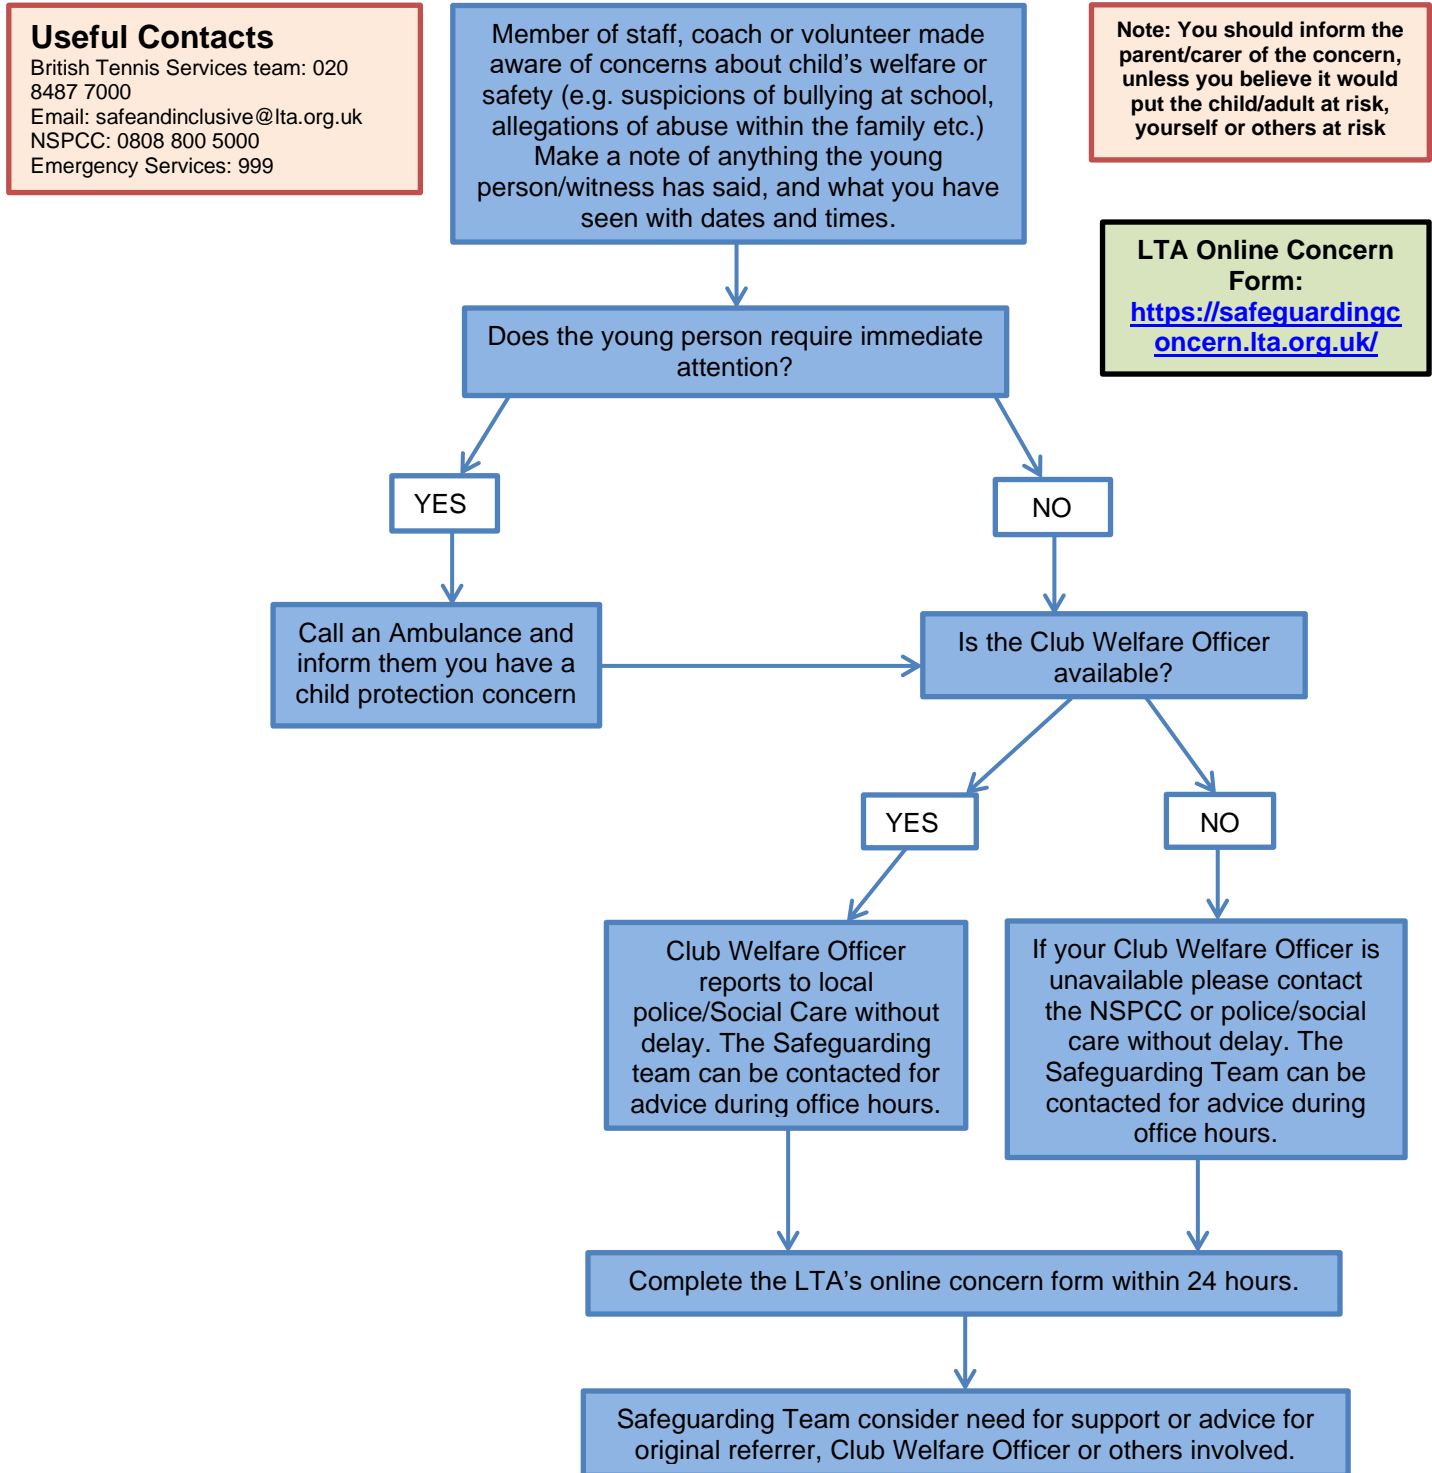 Useful Contacts
British Tennis Services team: 020
8487 7000
Email: safeandinclusive@lta.org.uk
NSPCC: 0808 800 5000
Emergency Services: 999
Member of staff, coach or volunteer made
aware of concerns about child’s welfare or
safety (e.g. suspicions of bullying at school,
allegations of abuse within the family etc.)
Make a note of anything the young
person/witness has said, and what you have
seen with dates and times.
Note: You should inform the
parent/carer of the concern,
unless you believe it would
put the child/adult at risk,
yourself or others at risk
LTA Online Concern
Form:
https://safeguardingc
oncern.lta.org.uk/
Does the young person require immediate
attention?
YES
NO
Call an Ambulance and
inform them you have a
child protection concern
Is the Club Welfare Officer
available?
YES
NO
Club Welfare Officer
reports to local
police/Social Care without
delay. The Safeguarding
team can be contacted for
advice during office hours.
If your Club Welfare Officer is
unavailable please contact
the NSPCC or police/social
care without delay. The
Safeguarding Team can be
contacted for advice during
office hours.
Complete the LTA’s online concern form within 24 hours.
Safeguarding Team consider need for support or advice for
original referrer, Club Welfare Officer or others involved.